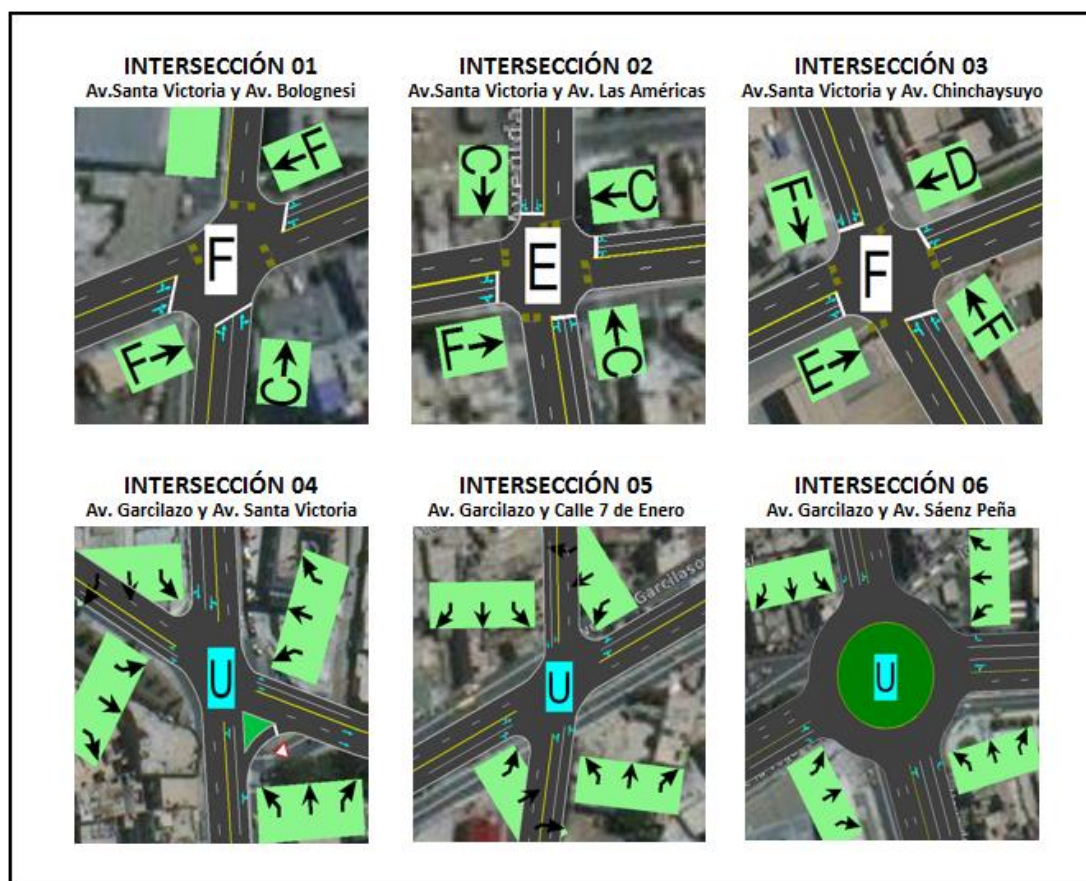 INTERSECCIÓN 01
Av.Santa Victoria y Av. Bolognesi
F
F
F
C
INTERSECCIÓN 02
Av.Santa Victoria y Av. Las Américas
C
C
E
F
C
INTERSECCIÓN 03
Av.Santa Victoria y Av. Chinchaysuyo
F
D
F
E
F
INTERSECCIÓN 04
Av. Garcilazo y Av. Santa Victoria
U
INTERSECCIÓN 05
Av. Garcilazo y Calle 7 de Enero
Garcilaso
U
INTERSECCIÓN 06
Av. Garcilazo y Av. Sáenz Peña
U